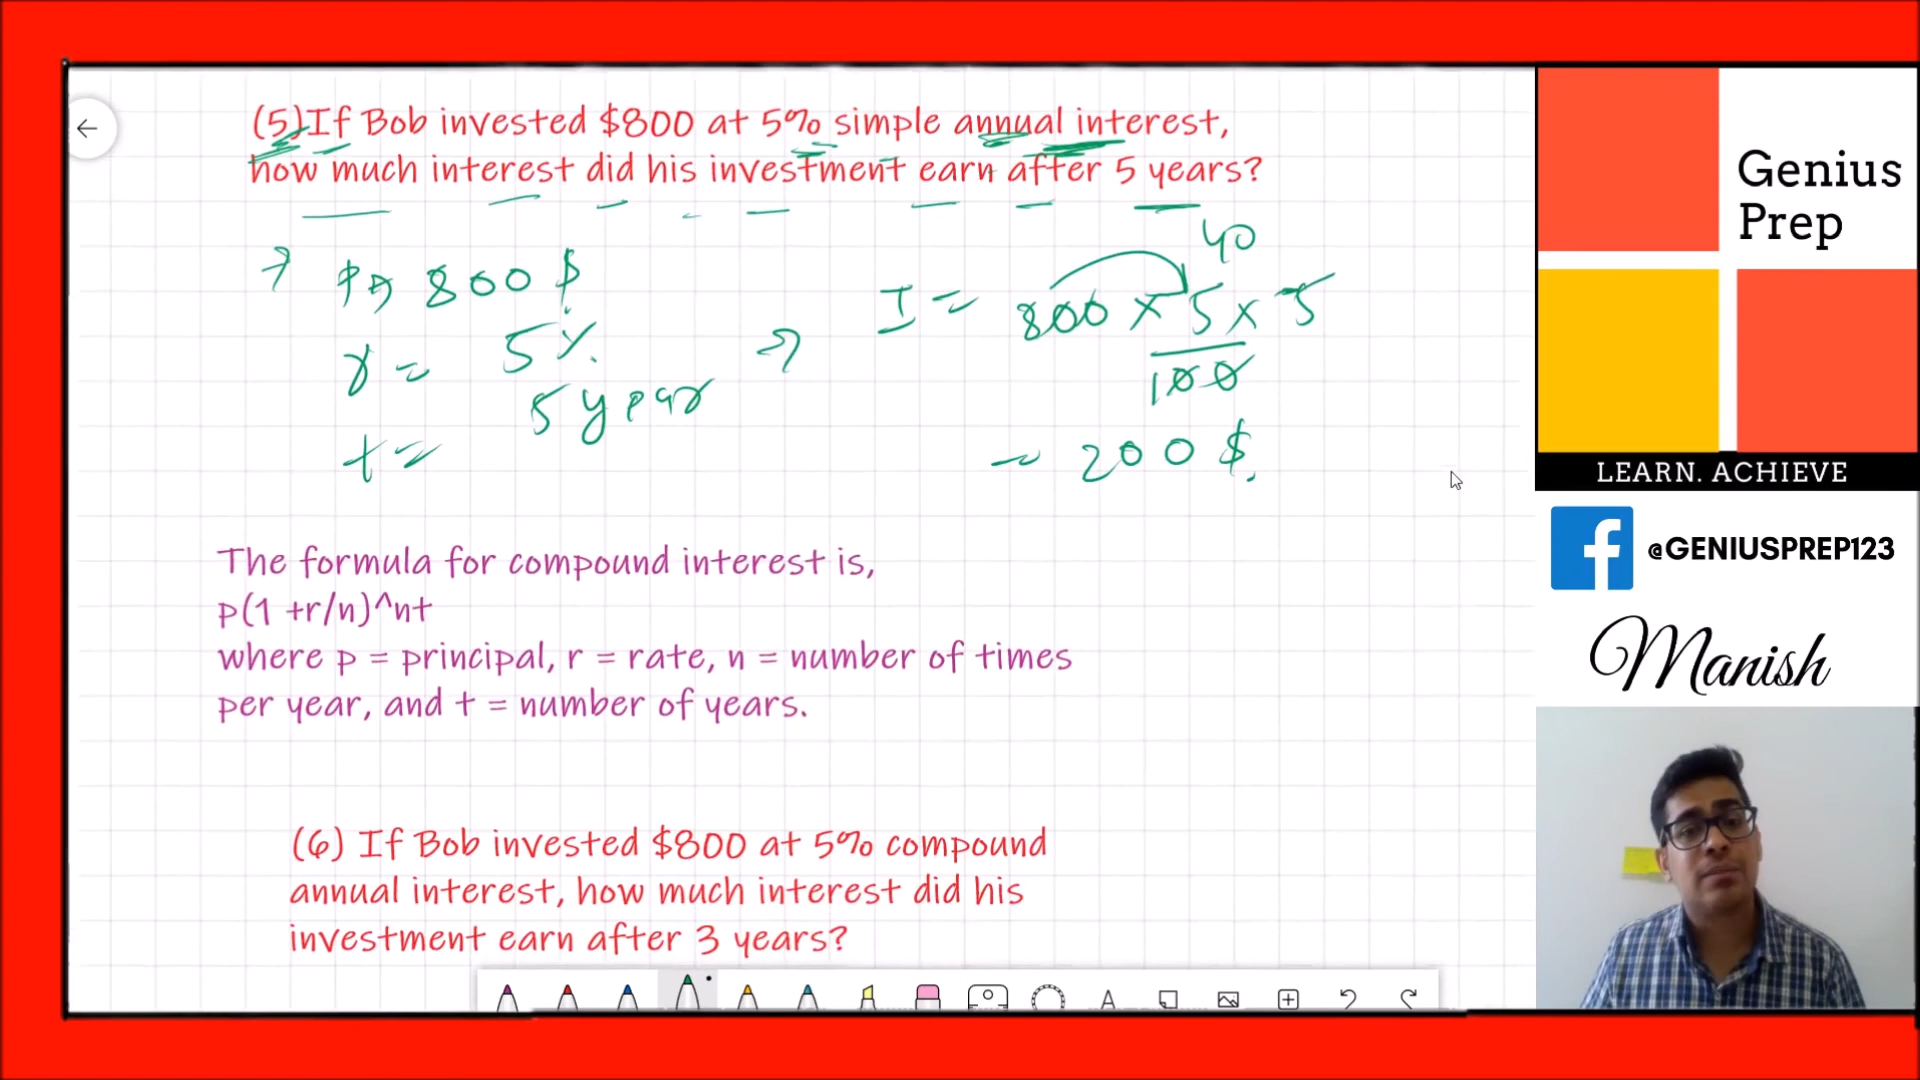 (5)If Bob invested $800 at 5% simple annual interest,
how much interest did his investment earn after 5 years?
P → 800 $
r = 5%
t = 5 year
40
I = 800 x 5 x 5
100
= 200 $.
The formula for compound interest is,
p(1 +r/n)^nt
where p = principal, r = rate, n = number of times
per year, and t = number of years.
(6) If Bob invested $800 at 5% compound
annual interest, how much interest did his
investment earn after 3 years?
Genius
Prep
LEARN. ACHIEVE
f @GENIUSPREP123
Manish